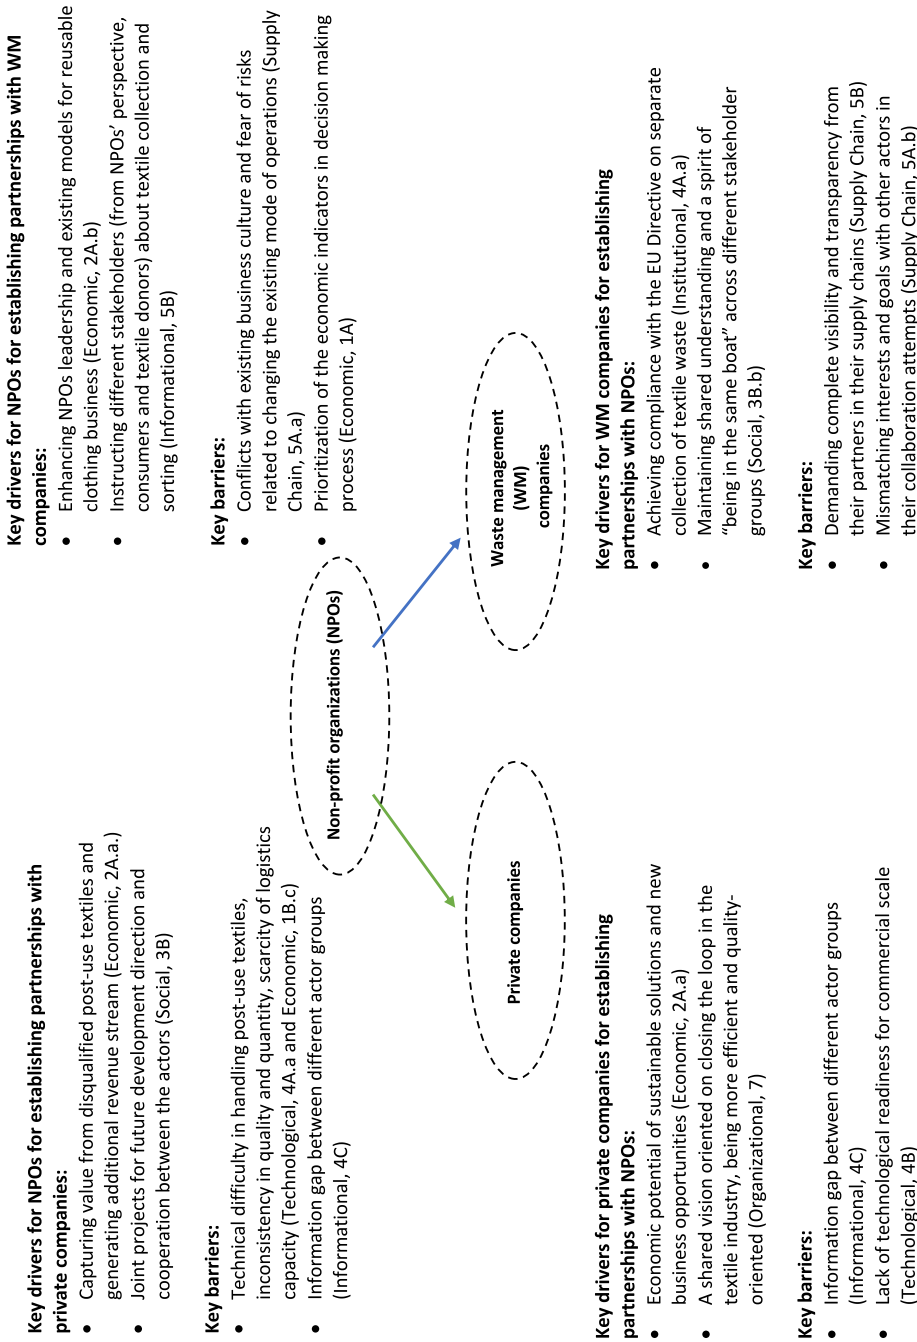 Key drivers for NPOs for establishing partnerships with
private companies:
• Capturing value from disqualified post-use textiles and
generating additional revenue stream (Economic, 2A.a.)
• Joint projects for future development direction and
cooperation between the actors (Social, 3B)
Key barriers:
• Technical difficulty in handling post-use textiles,
inconsistency in quality and quantity, scarcity of logistics
capacity (Technological, 4A.a and Economic, 1B.c)
• Information gap between different actor groups
(Informational, 4C)
Key drivers for NPOs for establishing partnerships with WM
companies:
• Enhancing NPOs leadership and existing models for reusable
clothing business (Economic, 2A.b)
• Instructing different stakeholders (from NPOs’ perspective,
consumers and textile donors) about textile collection and
sorting (Informational, 5B)
Key barriers:
• Conflicts with existing business culture and fear of risks
related to changing the existing mode of operations (Supply
Chain, 5A.a)
• Prioritization of the economic indicators in decision making
process (Economic, 1A)
Non-profit organizations (NPOs)
Private companies
Waste management
(WM)
companies
Key drivers for private companies for establishing
partnerships with NPOs:
• Economic potential of sustainable solutions and new
business opportunities (Economic, 2A.a)
• A shared vision oriented on closing the loop in the
textile industry, being more efficient and quality-
oriented (Organizational, 7)
Key barriers:
• Information gap between different actor groups
(Informational, 4C)
• Lack of technological readiness for commercial scale
(Technological, 4B)
Key drivers for WM companies for establishing
partnerships with NPOs:
• Achieving compliance with the EU Directive on separate
collection of textile waste (Institutional, 4A.a)
• Maintaining shared understanding and a spirit of
“being in the same boat” across different stakeholder
groups (Social, 3B.b)
Key barriers:
• Demanding complete visibility and transparency from
their partners in their supply chains (Supply Chain, 5B)
• Mismatching interests and goals with other actors in
their collaboration attempts (Supply Chain, 5A.b)